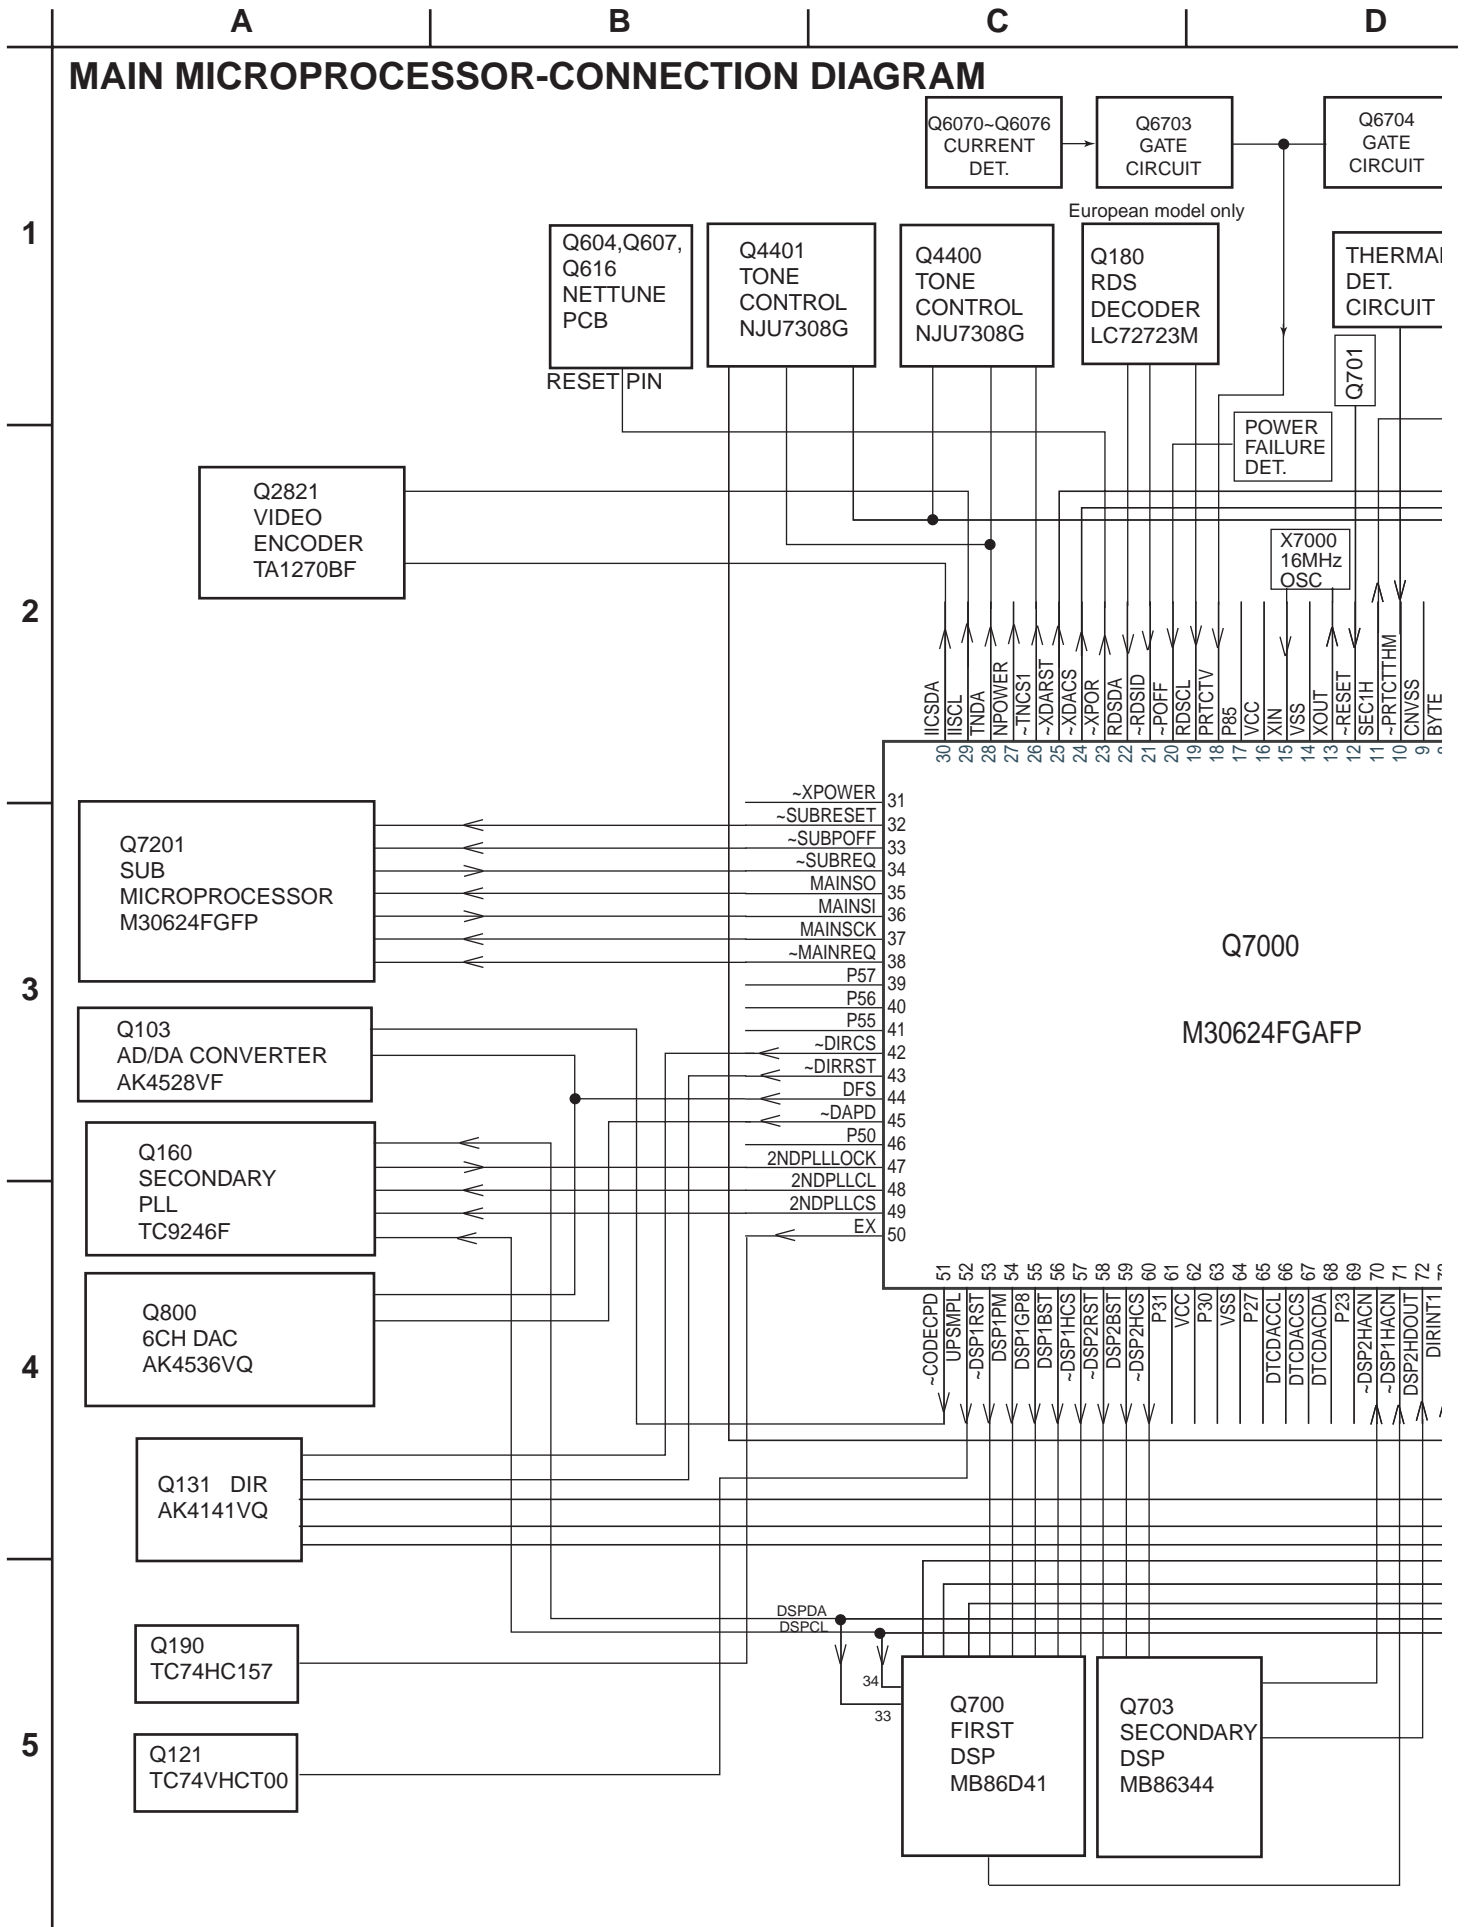 A
B
C
D
MAIN MICROPROCESSOR-CONNECTION DIAGRAM
Q6070~Q6076
CURRENT
DET.
Q6703
GATE
CIRCUIT
Q6704
GATE
CIRCUIT
European model only
1
Q604,Q607,
Q616
NETTUNE
PCB
RESET PIN
Q4401
TONE
CONTROL
NJU7308G
Q4400
TONE
CONTROL
NJU7308G
Q180
RDS
DECODER
LC72723M
THERMAL
DET.
CIRCUIT
Q701
POWER
FAILURE
DET.
2
Q2821
VIDEO
ENCODER
TA1270BF
X7000
16MHz
OSC
IICSDA
IISCL
TNDA
NPOWER
~TNCS1
~XDARST
~XDACS
~XPOR
RDSDA
~RDSID
~POFF
RDSCL
PRTCTV
P85
VCC
XIN
VSS
XOUT
~RESET
SEC1H
~PRTCTTHM
CNVSS
BYTE
30
29
28
27
26
25
24
23
22
21
20
19
18
17
16
15
14
13
12
11
10
9
~XPOWER 31
~SUBRESET 32
~SUBPOFF 33
~SUBREQ 34
MAINSO 35
MAINSI 36
MAINSCK 37
~MAINREQ 38
P57 39
P56 40
P55 41
~DIRCS 42
~DIRRST 43
DFS 44
~DAPD 45
P50 46
2NDPLLLOCK 47
2NDPLLCL 48
2NDPLLCS 49
EX 50
Q7000
M30624FGAFP
3
Q7201
SUB
MICROPROCESSOR
M30624FGFP
Q103
AD/DA CONVERTER
AK4528VF
Q160
SECONDARY
PLL
TC9246F
4
Q800
6CH DAC
AK4536VQ
51
52
53
54
55
56
57
58
59
60
61
62
63
64
65
66
67
68
69
70
71
72
~CODECPD
UPSMPL
~DSP1RST
DSP1PM
DSP1GP8
DSP1BST
~DSP1HCS
~DSP2RST
DSP2BST
~DSP2HCS
P31
VCC
P30
VSS
P27
DTCDACCL
DTCDACCS
DTCDACDA
P23
~DSP2HACN
~DSP1HACN
DSP2HDOUT
DIRINT1
Q131 DIR
AK4141VQ
5
DSPDA
DSPCL
34
33
Q190
TC74HC157
Q121
TC74VHCT00
Q700
FIRST
DSP
MB86D41
Q703
SECONDARY
DSP
MB86344